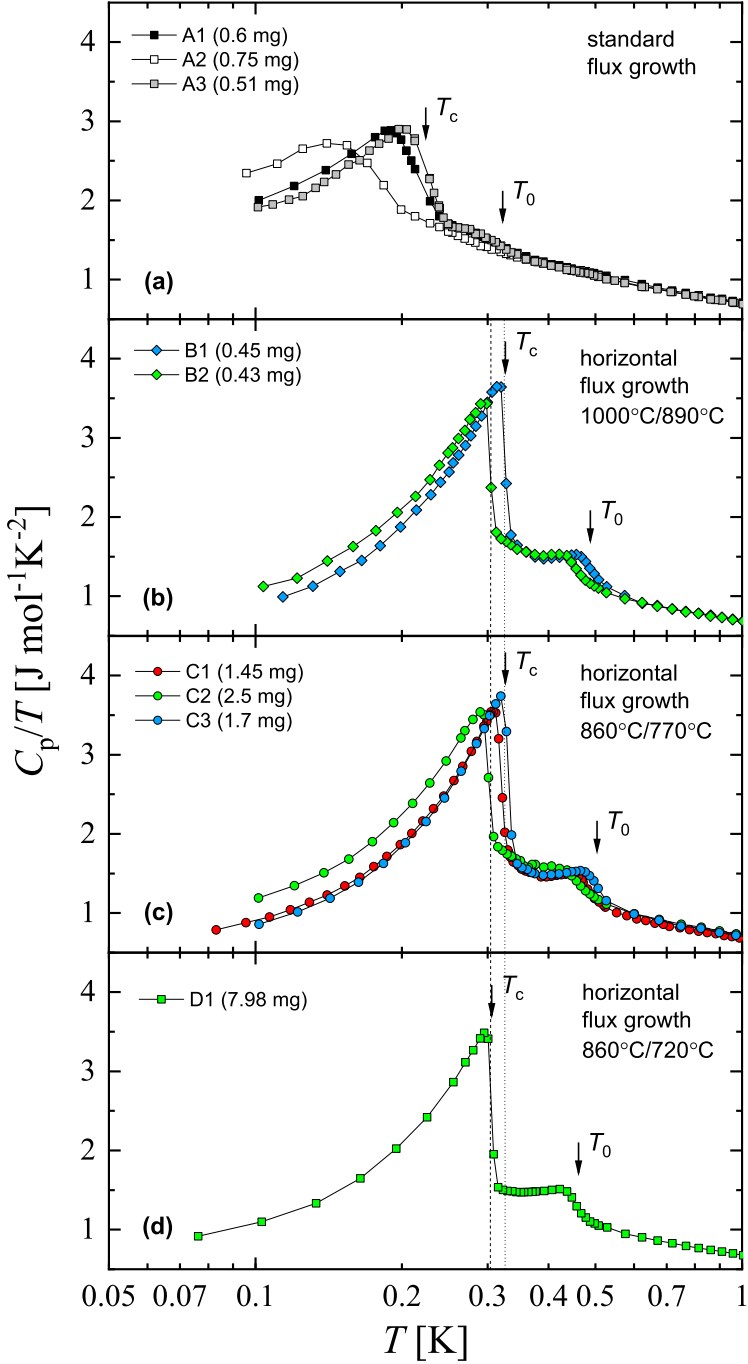 4
3
2
1
A1 (0.6 mg)
A2 (0.75 mg)
A3 (0.51 mg)
standard
flux growth
Tc
T0
(a)
4
3
2
1
B1 (0.45 mg)
B2 (0.43 mg)
Tc
horizontal
flux growth
1000°C/890°C
T0
(b)
Cp/T [J mol-1K-2]
4
3
2
1
C1 (1.45 mg)
C2 (2.5 mg)
C3 (1.7 mg)
Tc
horizontal
flux growth
860°C/770°C
T0
(c)
4
3
2
1
D1 (7.98 mg)
Tc
horizontal
flux growth
860°C/720°C
T0
(d)
0.05 0.07 0.1 0.2 0.3 0.4 0.5 0.7 1
T [K]